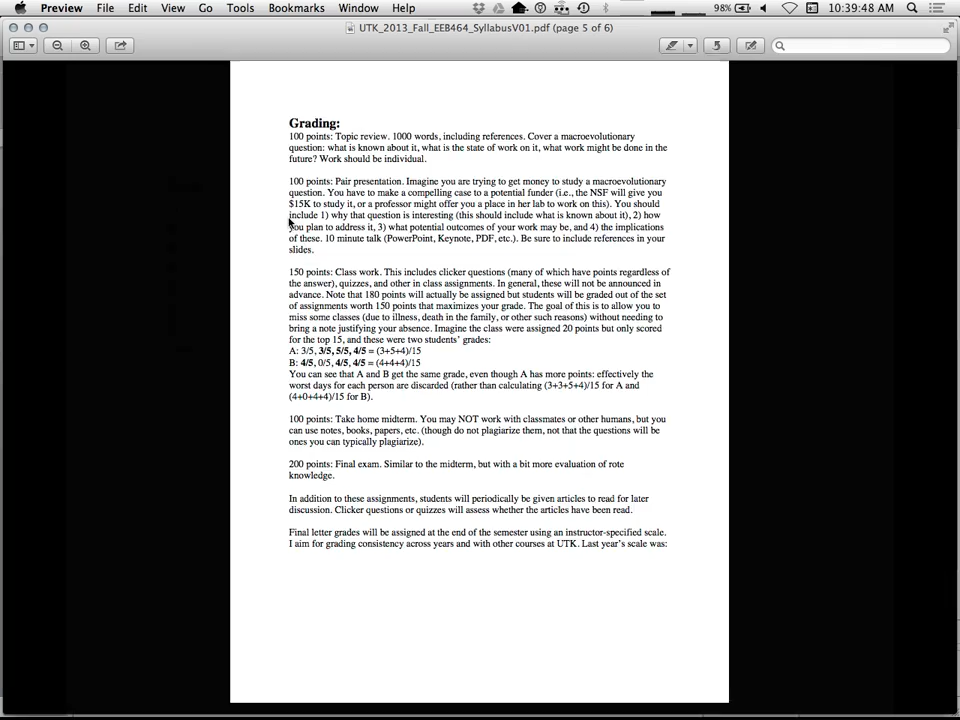 Preview File Edit View Go Tools Bookmarks Window Help 98% 10:39:48 AM
UTK_2013_Fall_EEB464_SyllabusV01.pdf (page 5 of 6)
Grading:
100 points: Topic review. 1000 words, including references. Cover a macroevolutionary
question: what is known about it, what is the state of work on it, what work might be done in the
future? Work should be individual.
100 points: Pair presentation. Imagine you are trying to get money to study a macroevolutionary
question. You have to make a compelling case to a potential funder (i.e., the NSF will give you
$15K to study it, or a professor might offer you a place in her lab to work on this). You should
include 1) why that question is interesting (this should include what is known about it), 2) how
you plan to address it, 3) what potential outcomes of your work may be, and 4) the implications
of these. 10 minute talk (PowerPoint, Keynote, PDF, etc.). Be sure to include references in your
slides.
150 points: Class work. This includes clicker questions (many of which have points regardless of
the answer), quizzes, and other in class assignments. In general, these will not be announced in
advance. Note that 180 points will actually be assigned but students will be graded out of the set
of assignments worth 150 points that maximizes your grade. The goal of this is to allow you to
miss some classes (due to illness, death in the family, or other such reasons) without needing to
bring a note justifying your absence. Imagine the class were assigned 20 points but only scored
for the top 15, and these were two students' grades:
A: 3/5, 3/5, 5/5, 4/5 = (3+5+4)/15
B: 4/5, 0/5, 4/5, 4/5 = (4+4+4)/15
You can see that A and B get the same grade, even though A has more points: effectively the
worst days for each person are discarded (rather than calculating (3+3+5+4)/15 for A and
(4+0+4+4)/15 for B).
100 points: Take home midterm. You may NOT work with classmates or other humans, but you
can use notes, books, papers, etc. (though do not plagiarize them, not that the questions will be
ones you can typically plagiarize).
200 points: Final exam. Similar to the midterm, but with a bit more evaluation of rote
knowledge.
In addition to these assignments, students will periodically be given articles to read for later
discussion. Clicker questions or quizzes will assess whether the articles have been read.
Final letter grades will be assigned at the end of the semester using an instructor-specified scale.
I aim for grading consistency across years and with other courses at UTK. Last year's scale was: